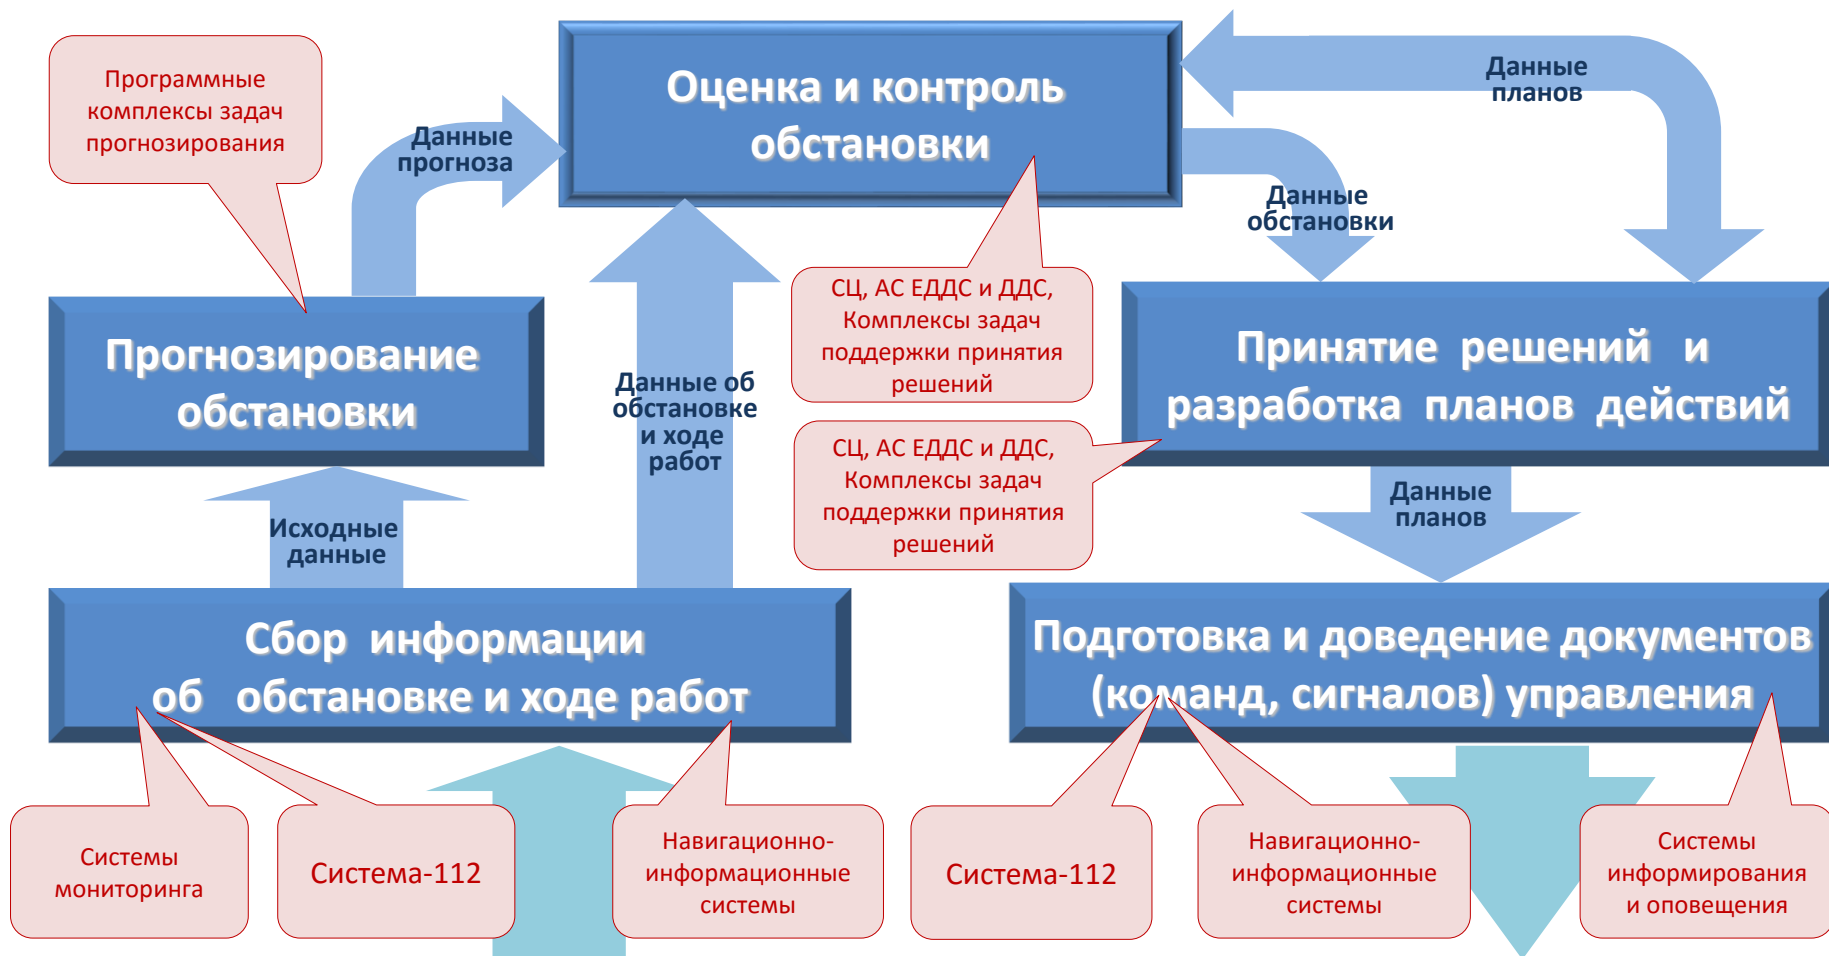 Программные
комплексы задач
прогнозирования
Оценка и контроль
обстановки
Данные
планов
Данные
прогноза
Данные
обстановки
СЦ, АС ЕДДС и ДДС,
Комплексы задач
поддержки принятия
решений
Прогнозирование
обстановки
Данные об
обстановке
и ходе
работ
Принятие решений и
разработка планов действий
СЦ, АС ЕДДС и ДДС,
Комплексы задач
поддержки принятия
решений
Исходные
данные
Данные
планов
Сбор информации
об обстановке и ходе работ
Подготовка и доведение документов
(команд, сигналов) управления
Системы
мониторинга
Система-112
Навигационно-
информационные
системы
Система-112
Навигационно-
информационные
системы
Системы
информирования
и оповещения